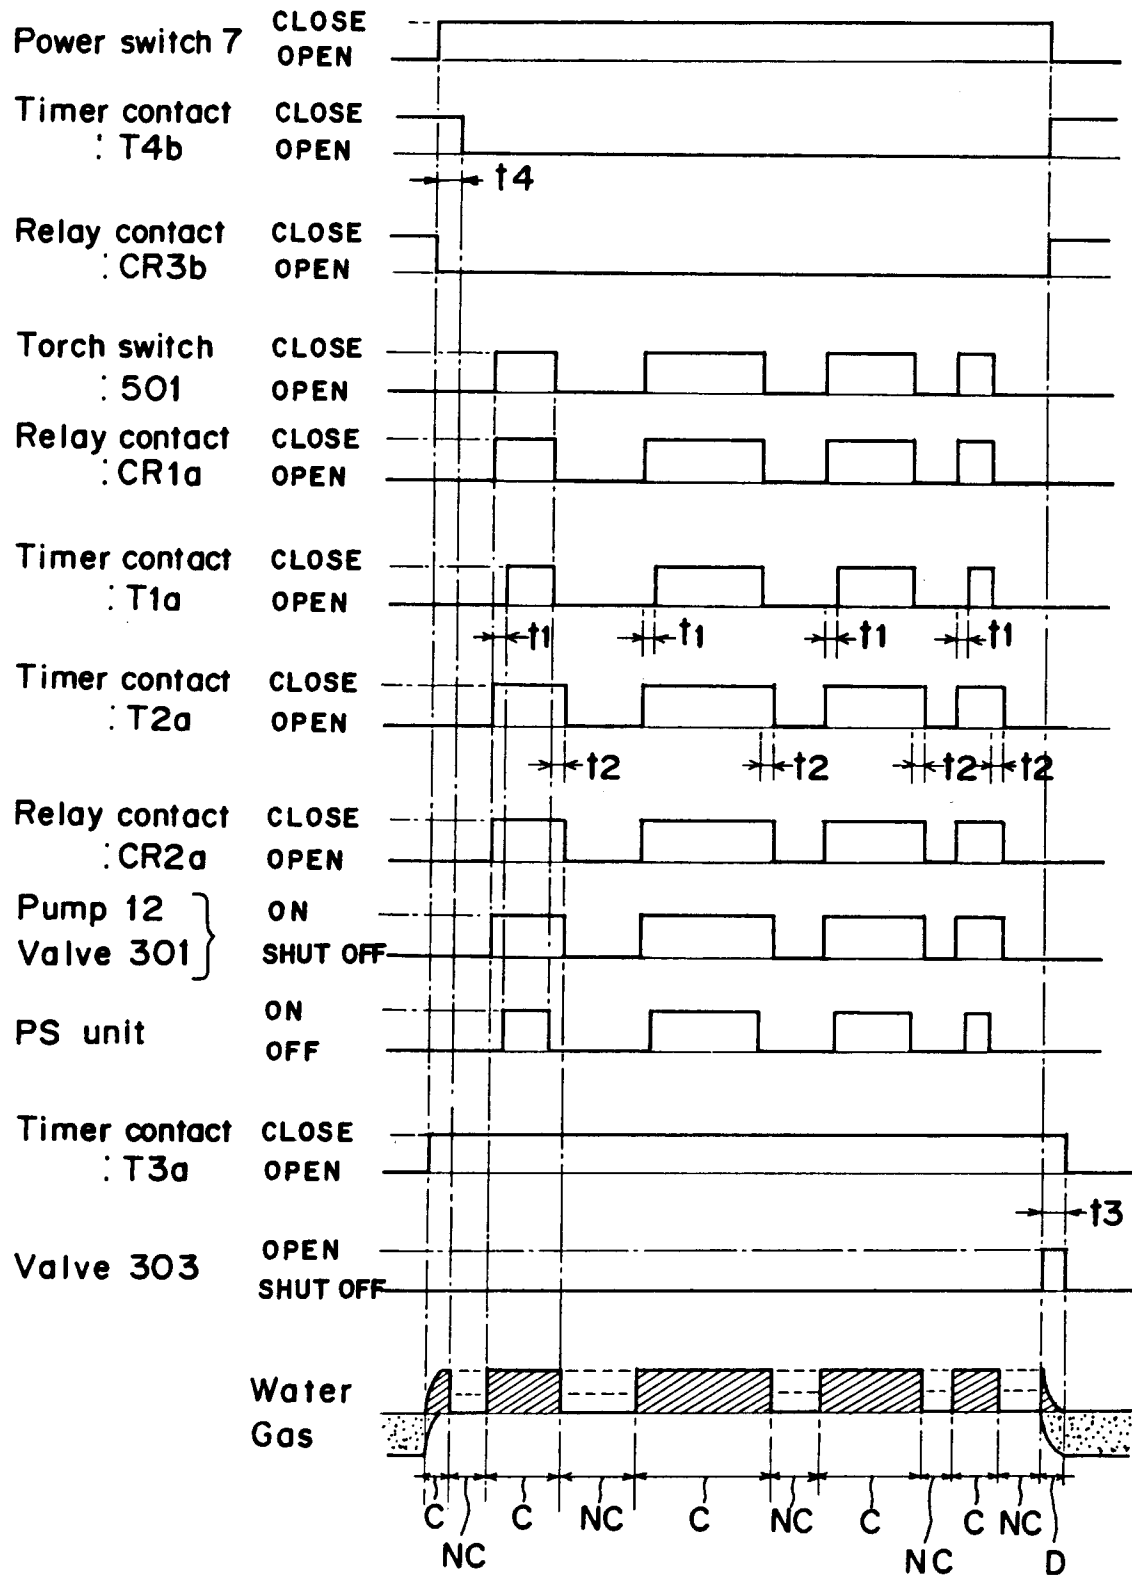 Power switch 7 CLOSE
OPEN
Timer contact CLOSE
: T4b OPEN
t4
Relay contact CLOSE
: CR3b OPEN
Torch switch CLOSE
: 501 OPEN
Relay contact CLOSE
: CR1a OPEN
Timer contact CLOSE
: T1a OPEN
t1 t1 t1 t1
Timer contact CLOSE
: T2a OPEN
t2 t2 t2 t2
Relay contact CLOSE
: CR2a OPEN
Pump 12 ON
Valve 301 SHUT OFF
PS unit ON
OFF
Timer contact CLOSE
: T3a OPEN
t3
Valve 303 OPEN
SHUT OFF
Water
Gas
C NC C NC C NC C NC C NC D